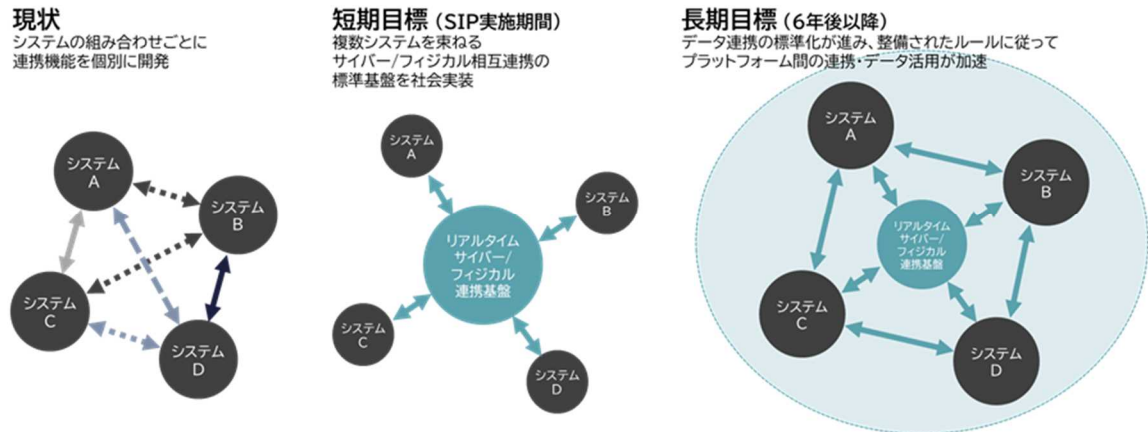 現状
システムの組み合わせごとに
連携機能を個別に開発
システム
A
システム
B
システム
C
システム
D
短期目標（SIP実施期間）
複数システムを束ねる
サイバー/フィジカル相互連携の
標準基盤を社会実装
システム
A
システム
B
リアルタイム
サイバー/
フィジカル
連携基盤
システム
C
システム
D
長期目標（6年後以降）
データ連携の標準化が進み、整備されたルールに従って
プラットフォーム間の連携・データ活用が加速
システム
A
システム
B
リアルタイム
サイバー/
フィジカル
連携基盤
システム
C
システム
D